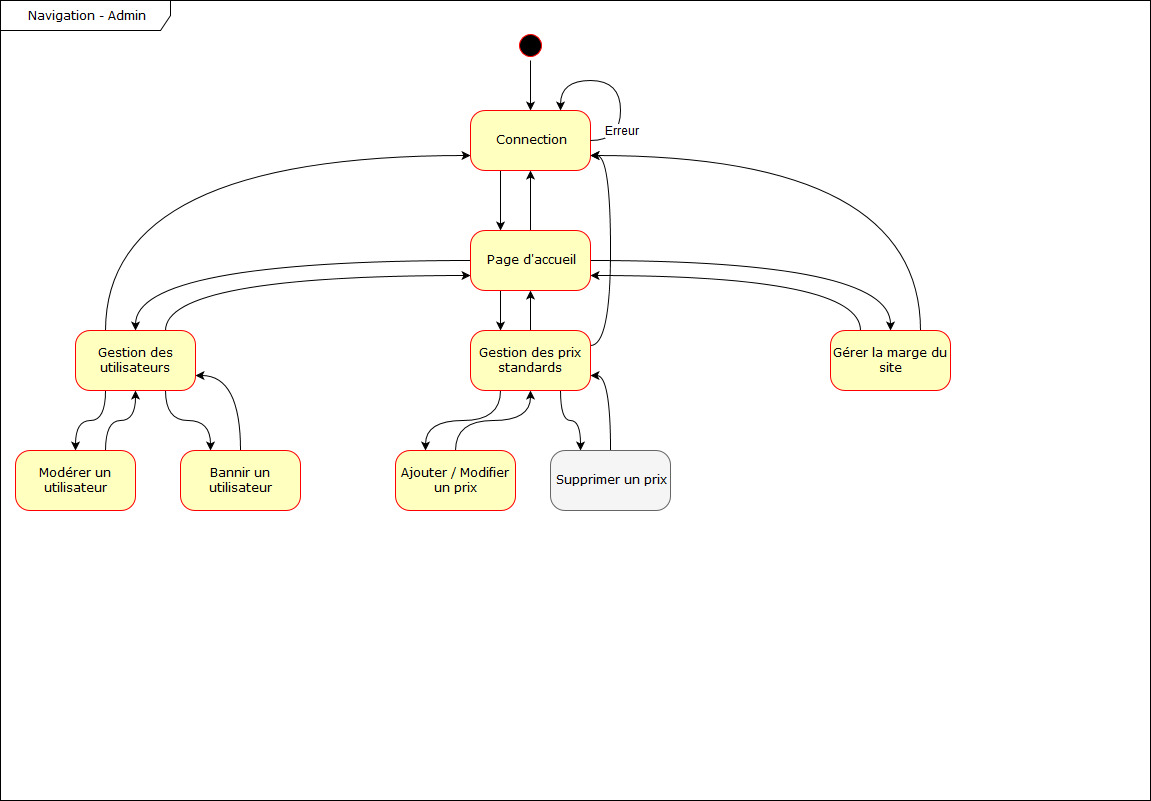 Navigation - Admin
Connection
Erreur
Page d'accueil
Gestion des
utilisateurs
Gestion des prix
standards
Gérer la marge du
site
Modérer un
utilisateur
Bannir un
utilisateur
Ajouter / Modifier
un prix
Supprimer un prix